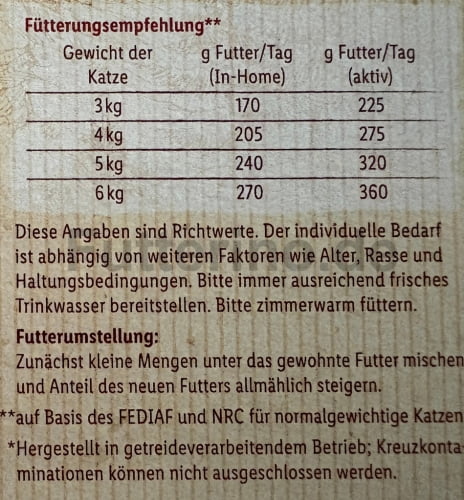 Fütterungsempfehlung**
Gewicht der Katze g Futter/Tag (In-Home) g Futter/Tag (aktiv)
3 kg 170 225
4 kg 205 275
5 kg 240 320
6 kg 270 360
Diese Angaben sind Richtwerte. Der individuelle Bedarf
ist abhängig von weiteren Faktoren wie Alter, Rasse und
Haltungsbedingungen. Bitte immer ausreichend frisches
Trinkwasser bereitstellen. Bitte zimmerwarm füttern.
Futterumstellung:
Zunächst kleine Mengen unter das gewohnte Futter mischen
und Anteil des neuen Futters allmählich steigern.
**auf Basis des FEDIAF und NRC für normalgewichtige Katzen
*Hergestellt in getreideverarbeitendem Betrieb; Kreuzkonta-
minationen können nicht ausgeschlossen werden.